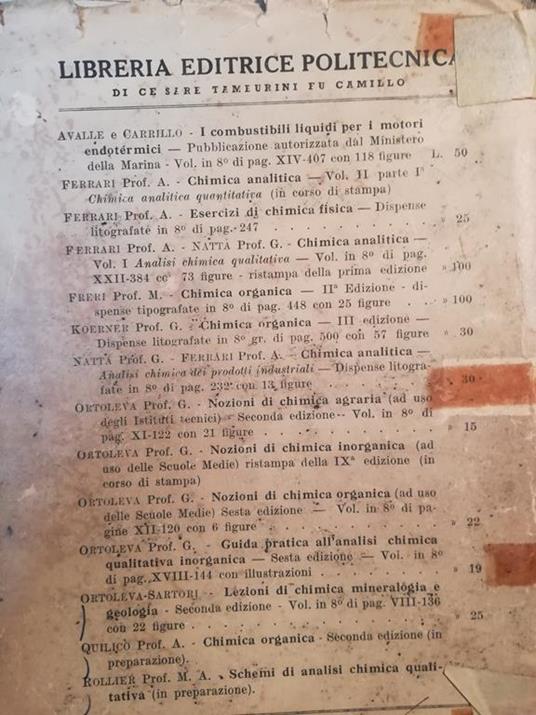 LIBRERIA EDITRICE POLITECNICA
DI CESARE TAMBURINI FU CAMILLO
AVALLE e CARRILLO - I combustibili liquidi per i motori
endotérmici — Pubblicazione autorizzata dal Ministero
della Marina - Vol. in 8º di pag. XIV-407 con 118 figure L. 50
FERRARI Prof. A. - Chimica analitica — Vol. II parte Iª
Chimica analitica quantitativa (in corso di stampa)
FERRARI Prof. A. - Esercizi di chimica fisica — Dispense
litografate in 8º di pag. 247 . . . . . . . . » 25
FERRARI Prof. A. - NATTA Prof. G. - Chimica analitica —
Vol. I Analisi chimica qualitativa — Vol. in 8º di pag.
XXII-384 con 73 figure - ristampa della prima edizione » 100
FRERI Prof. M. - Chimica organica — IIª Edizione - di-
spense tipografate in 8º di pag. 448 con 25 figure . . » 100
KOERNER Prof. G. - Chimica organica — III edizione —
Dispense litografate in 8º gr. di pag. 500 con 57 figure » 30
NATTA Prof. G. - FERRARI Prof. A. — Chimica analitica —
Analisi chimica dei prodotti industriali — Dispense litogra-
fate in 8º di pag. 232 con 13 figure . . . . . » 30
ORTOLEVA Prof. G. - Nozioni di chimica agraria (ad uso
degli Istituti tecnici) - Seconda edizione - Vol. in 8º di
pag. XI-122 con 21 figure . . . . . . . . » 15
ORTOLEVA Prof. G. - Nozioni di chimica inorganica (ad
uso delle Scuole Medie) ristampa della IXª edizione (in
corso di stampa)
ORTOLEVA Prof. G. - Nozioni di chimica organica (ad uso
delle Scuole Medie) Sesta edizione — Vol. in 8º di pa-
gine XII-120 con 6 figure . . . . . . . . » 22
ORTOLEVA Prof. G. - Guida pratica all'analisi chimica
qualitativa inorganica — Sesta edizione — Vol. in 8º
di pag. XVIII-144 con illustrazioni . . . . . . » 19
ORTOLEVA-SARTORI - Lezioni di chimica mineralogia e
geologia - Seconda edizione - Vol. in 8º di pag. VIII-136
con 22 figure . . . . . . . . . . » 25
QUILICO Prof. A. - Chimica organica - Seconda edizione (in
preparazione).
ROLLIER Prof. M. A. - Schemi di analisi chimica quali-
tativa (in preparazione).